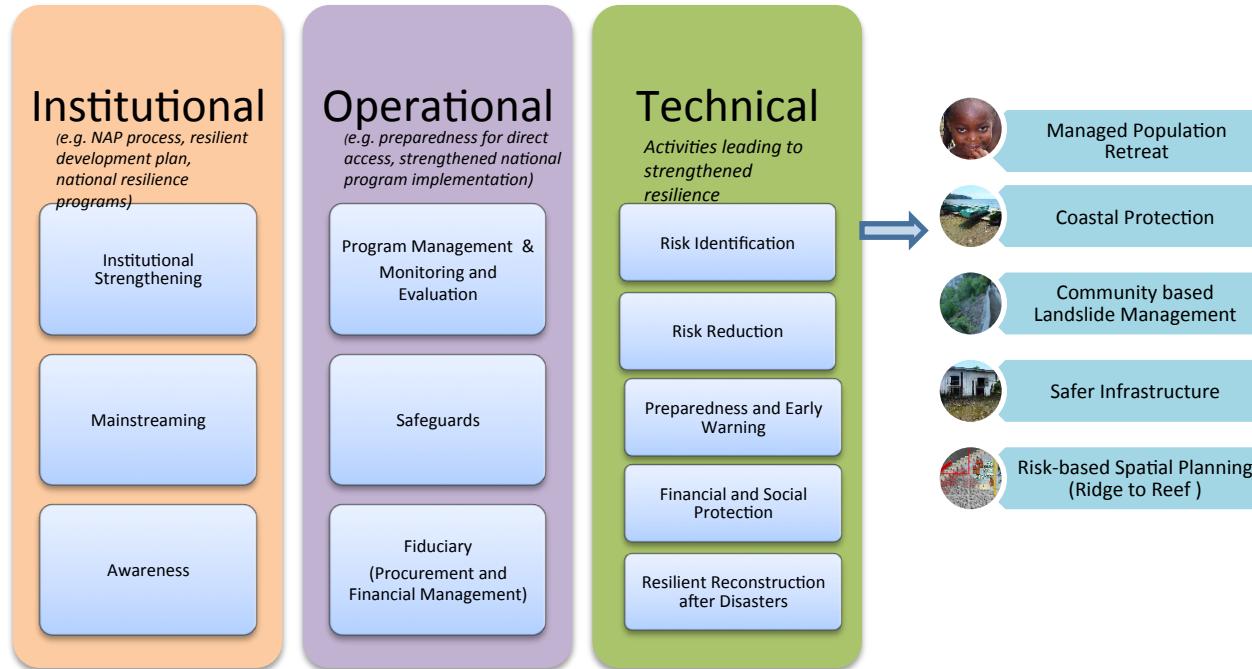 Institutional
(e.g. NAP process, resilient
development plan,
national resilience
programs)
Institutional
Strengthening
Mainstreaming
Awareness
Operational
(e.g. preparedness for direct
access, strengthened national
program implementation)
Program Management &
Monitoring and
Evaluation
Safeguards
Fiduciary
(Procurement and
Financial Management)
Technical
Activities leading to
strengthened
resilience
Risk Identification
Risk Reduction
Preparedness and Early
Warning
Financial and Social
Protection
Resilient Reconstruction
after Disasters
Managed Population
Retreat
Coastal Protection
Community based
Landslide Management
Safer Infrastructure
Risk-based Spatial Planning
(Ridge to Reef )